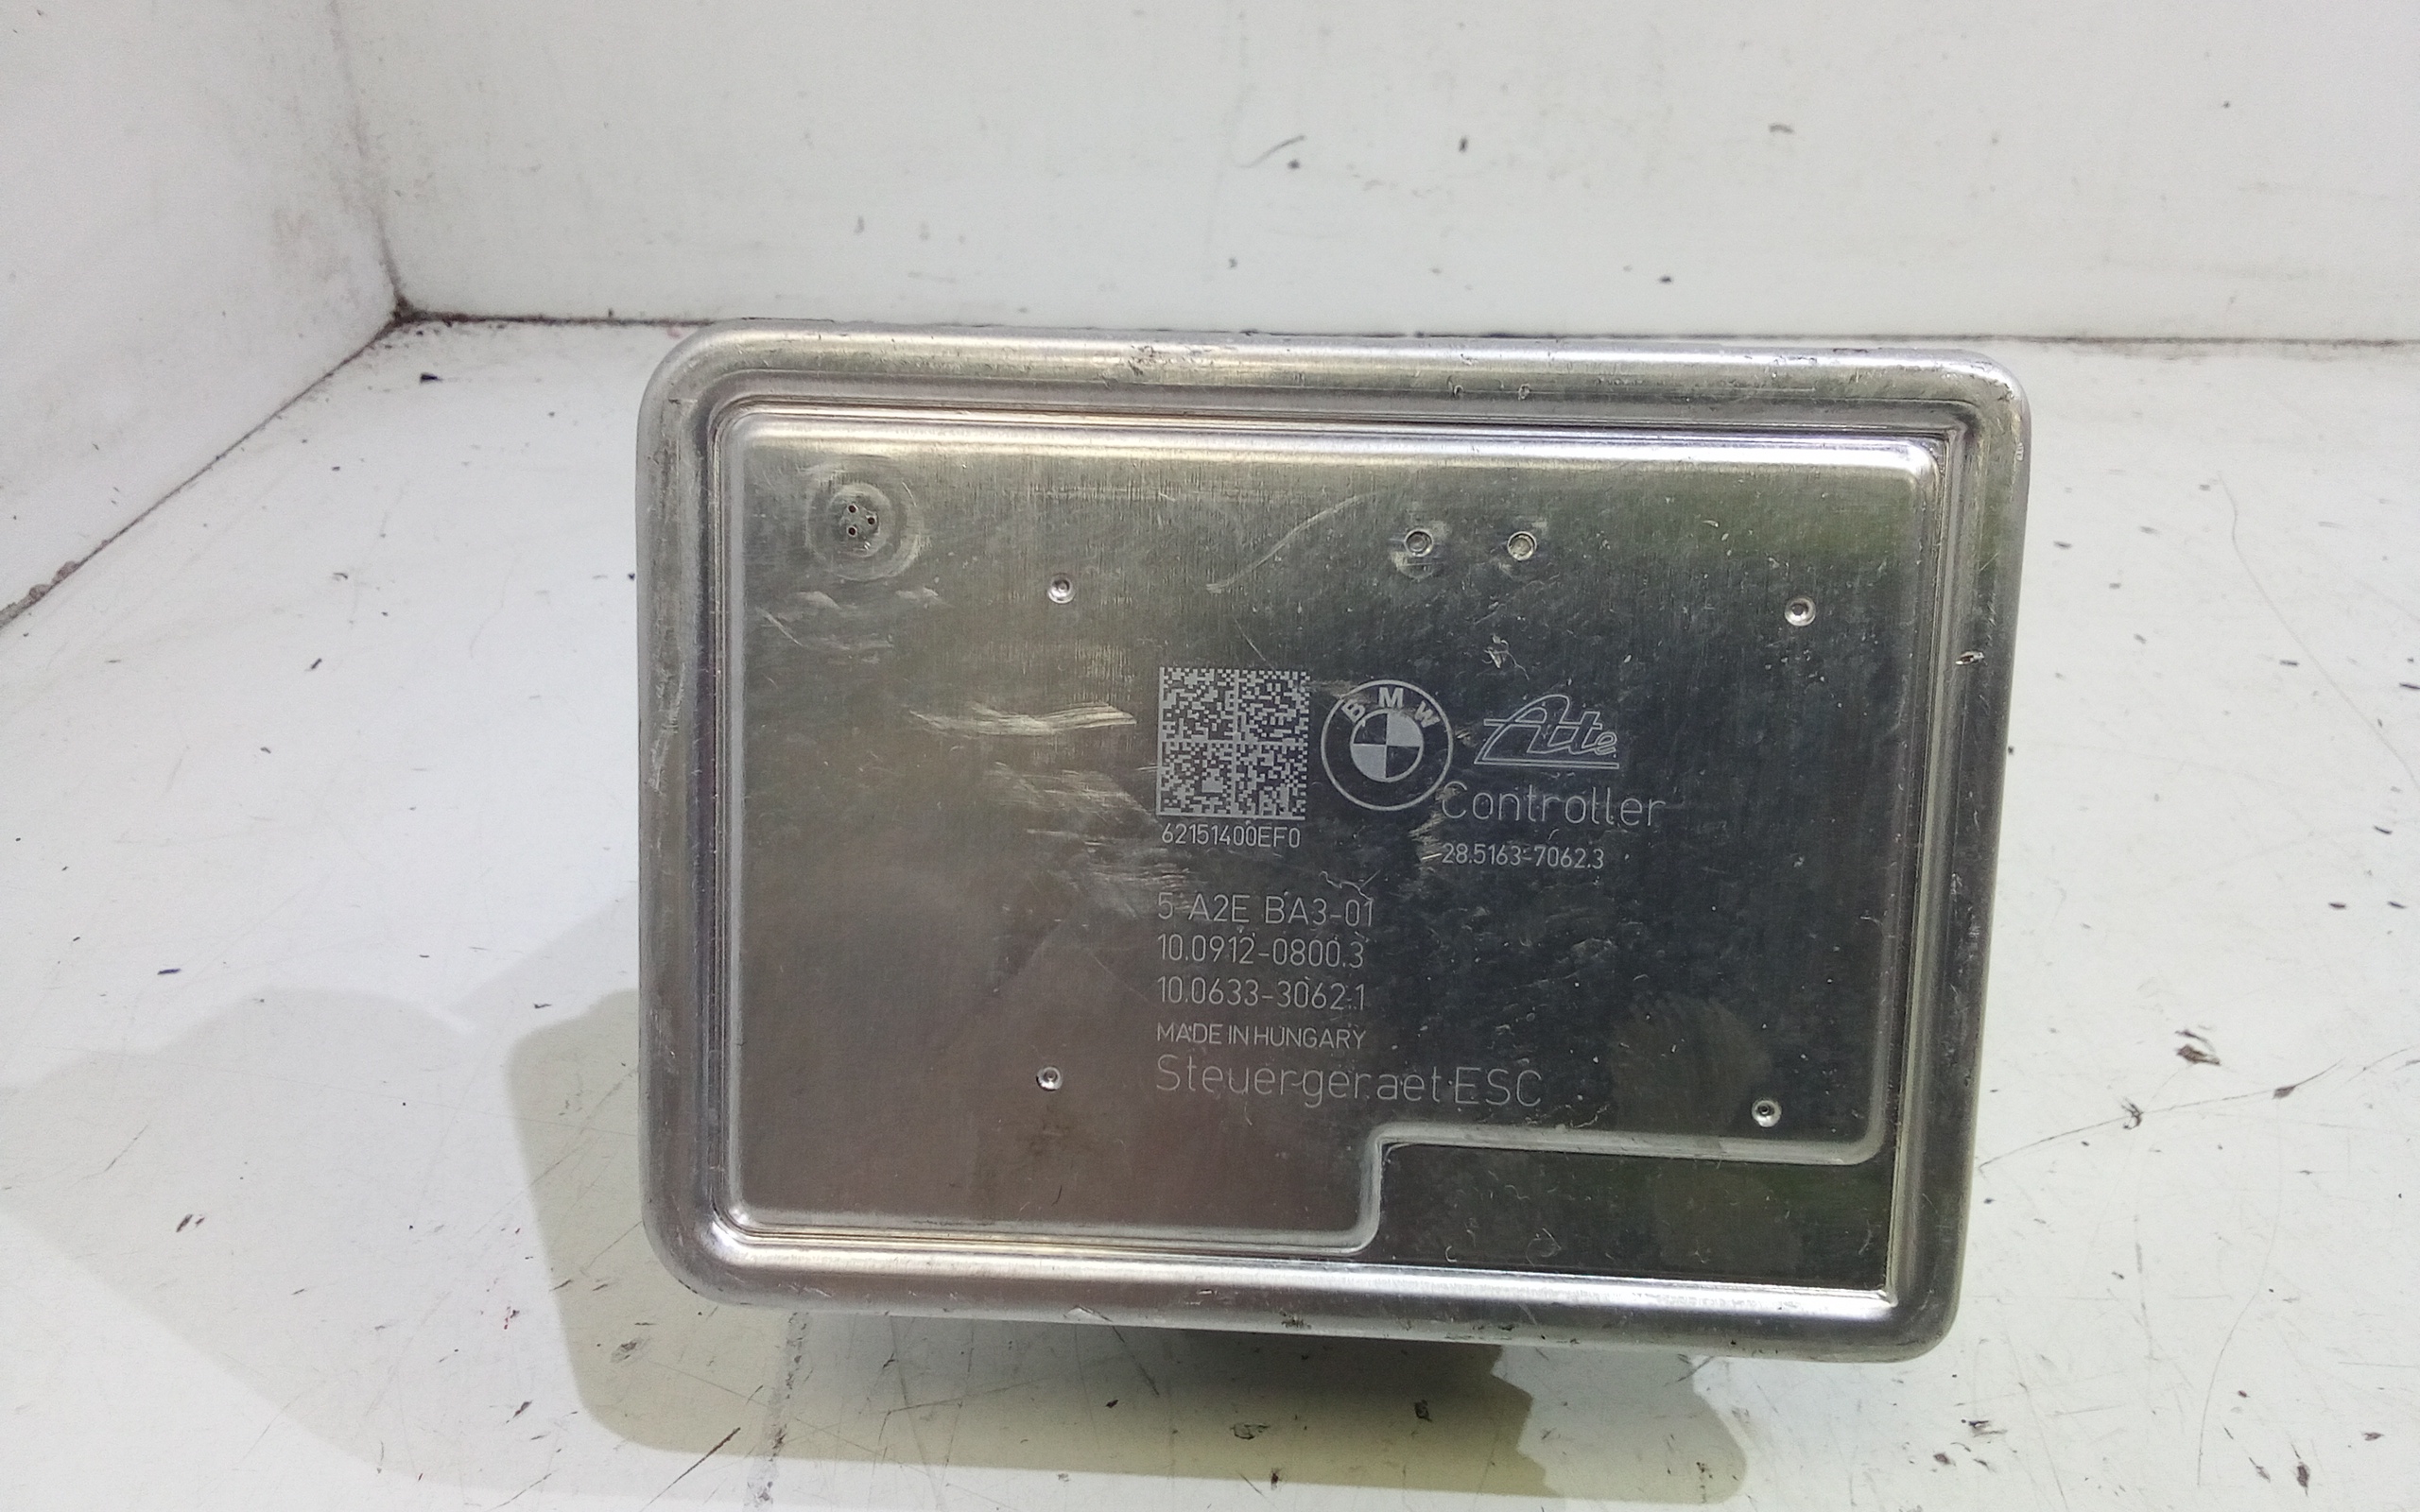 BMW
Ate
Controller
62151400EF0
28.5163-7062.3
5 A2E BA3-01
10.0912-0800.3
10.0633-3062.1
MADE IN HUNGARY
Steuergeraet ESC